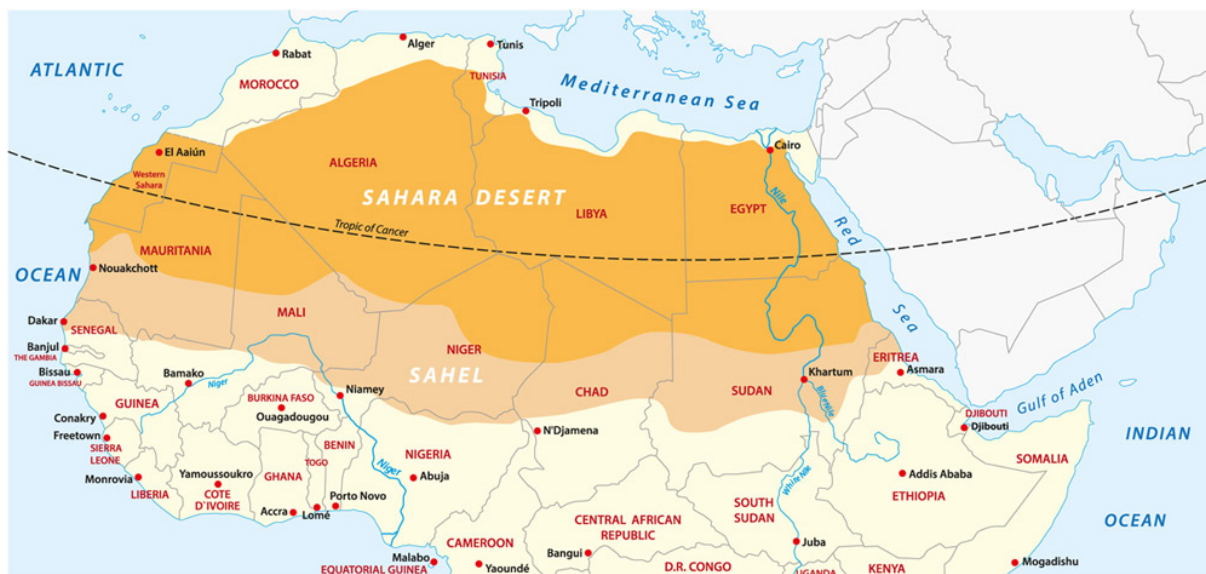 Alger
Tunis
Rabat
ATLANTIC
MOROCCO
TUNISIA
Mediterranean Sea
Tripoli
El Aaiún
Cairo
ALGERIA
Western
Sahara
SAHARA DESERT
Nile
LIBYA
EGYPT
Tropic of Cancer
Red
Sea
MAURITANIA
OCEAN
Nouakchott
MALI
Dakar
SENEGAL
Banjul
THE GAMBIA
NIGER
SAHEL
ERITREA
Asmara
Bissau
GUINEA BISSAU
Bamako
Niger
Niamey
Khartum
CHAD
SUDAN
Blue Nile
Gulf of Aden
GUINEA
BURKINA FASO
Ouagadougou
Conakry
Freetown
SIERRA
LEONE
N'Djamena
DJIBOUTI
Djibouti
INDIAN
BENIN
TOGO
GHANA
NIGERIA
Niger
Abuja
SOMALIA
Monrovia
LIBERIA
Yamoussoukro
COTE
D`IVOIRE
Porto Novo
Accra
Lomé
White Nile
Addis Ababa
ETHIOPIA
SOUTH
SUDAN
CENTRAL AFRICAN
REPUBLIC
OCEAN
CAMEROON
Bangui
Juba
Malabo
EQUATORIAL GUINEA
Yaoundé
D.R. CONGO
UGANDA
KENYA
Mogadishu